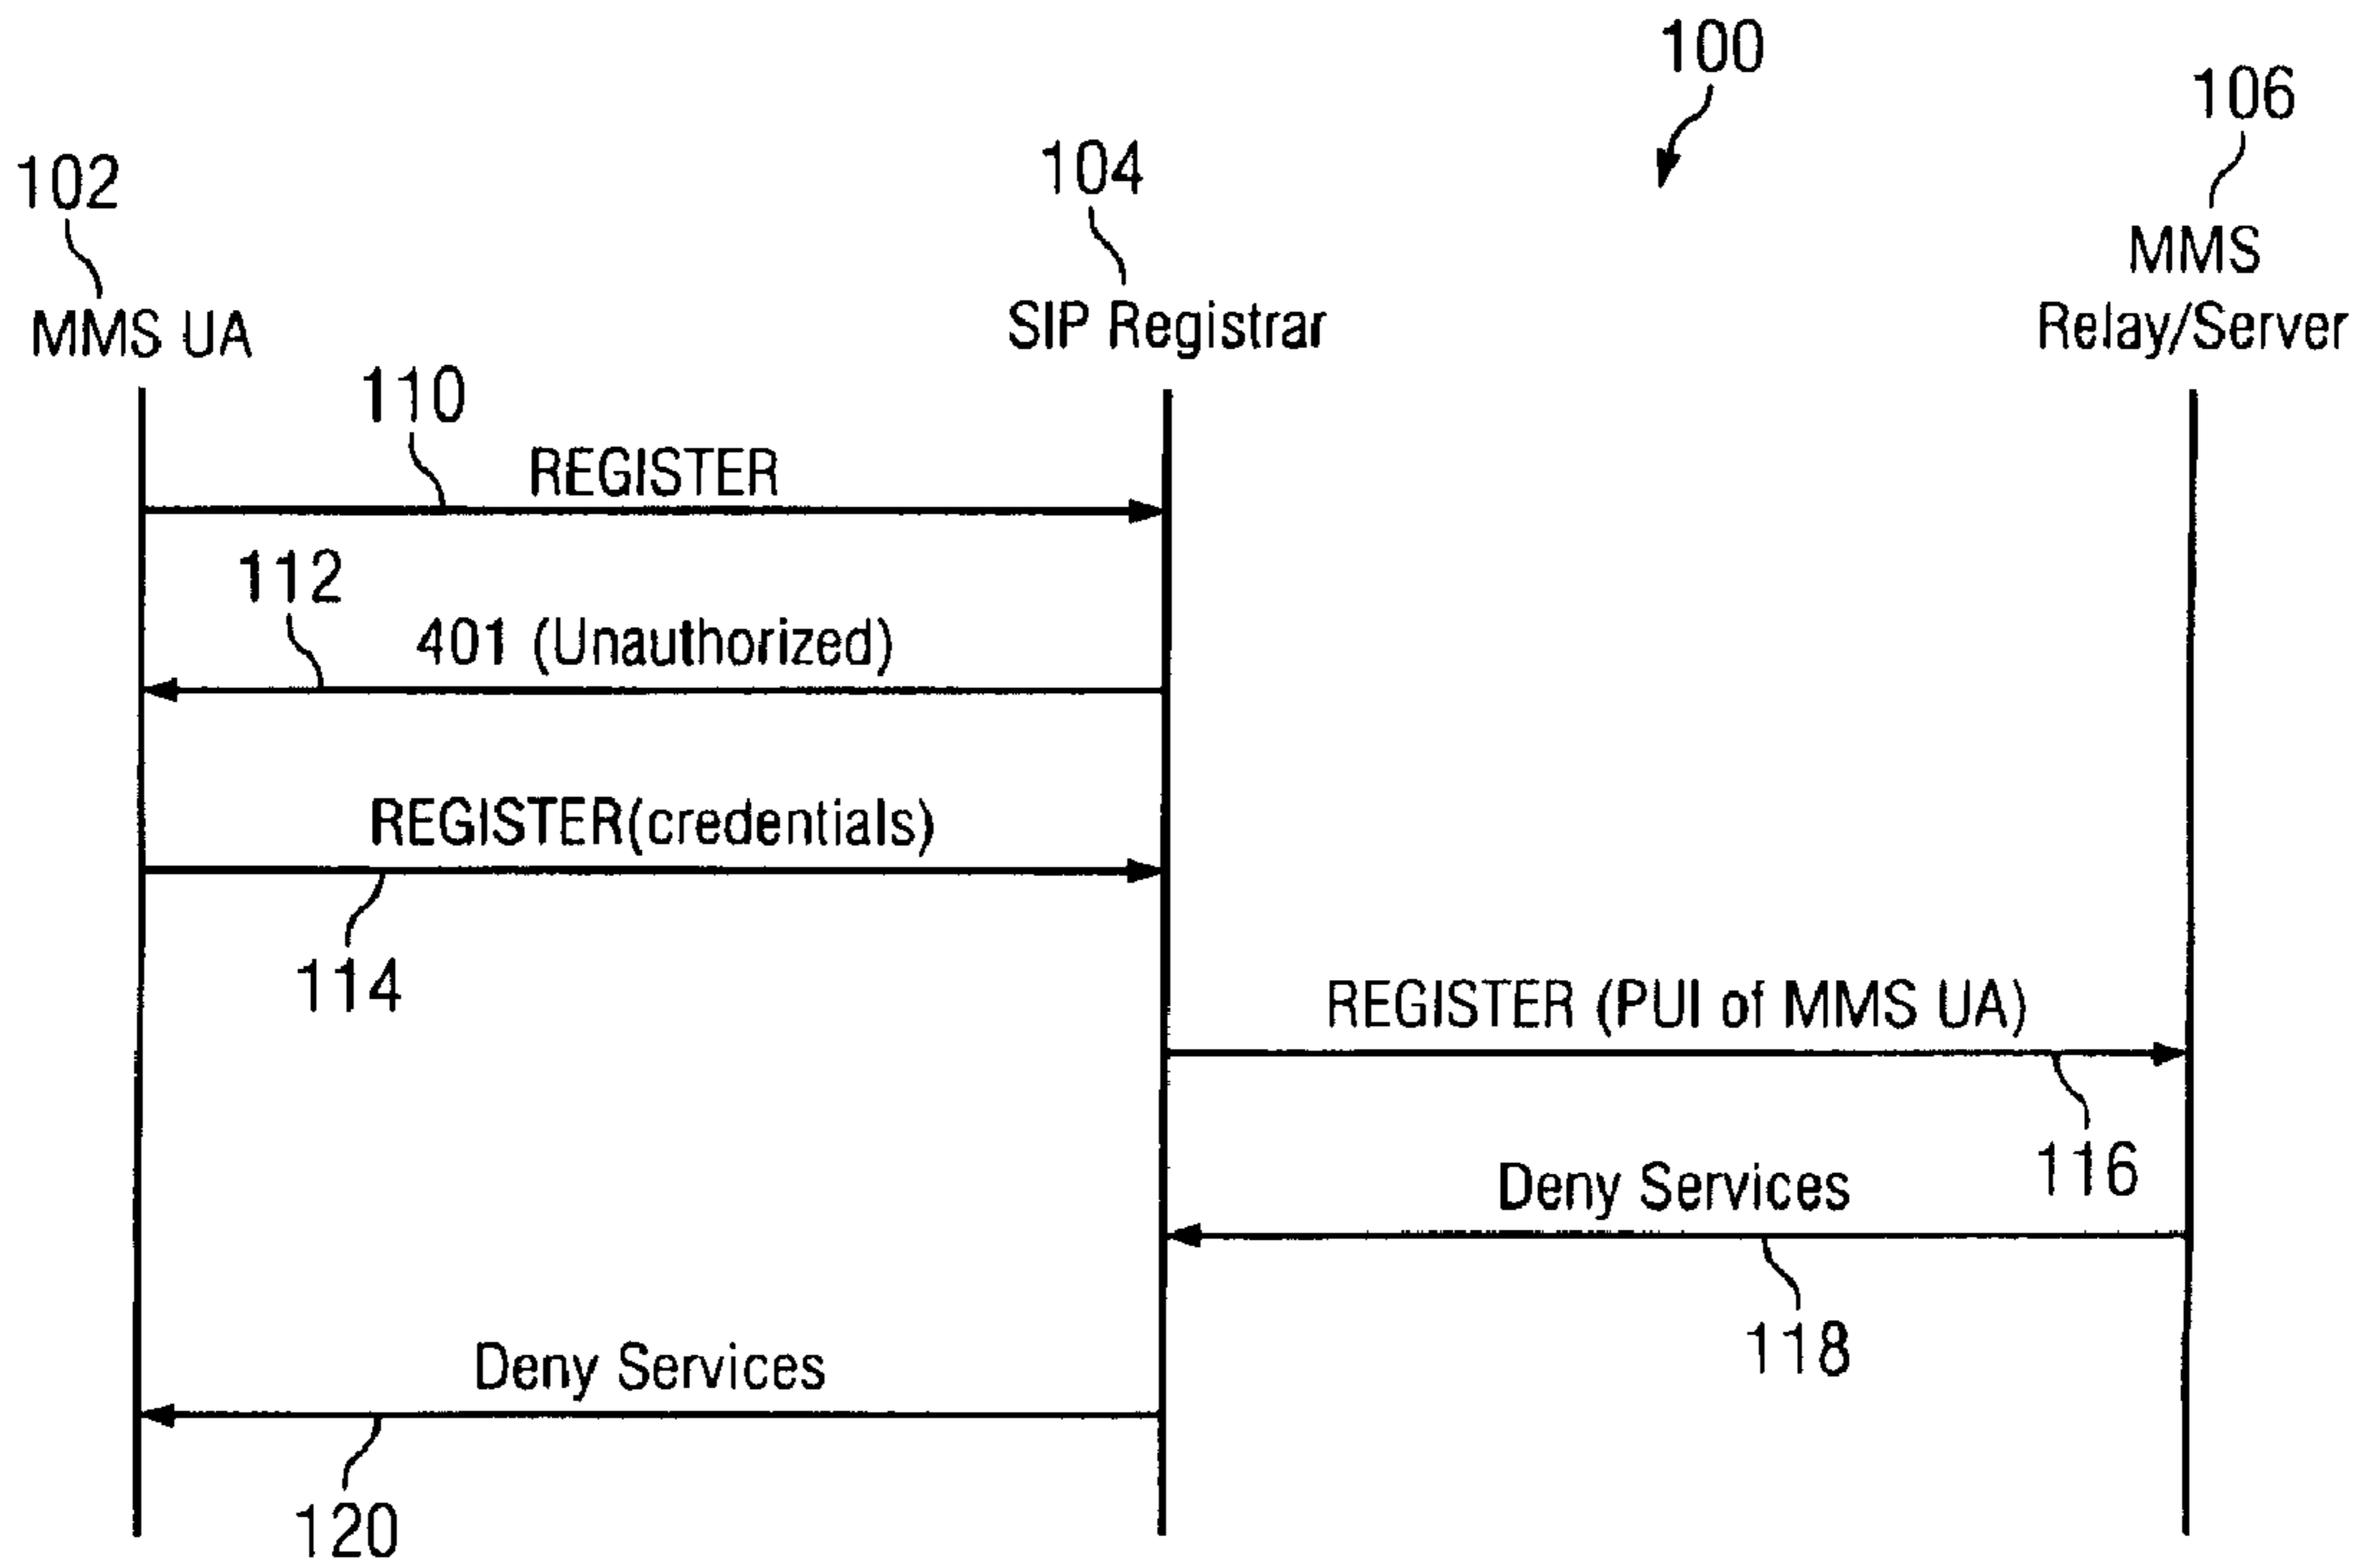 100
106
102
104
MMS
MMS UA
SIP Registrar
Relay/Server
110
REGISTER
112
401 (Unauthorized)
REGISTER(credentials)
114
REGISTER (PUI of MMS UA)
116
Deny Services
118
Deny Services
120